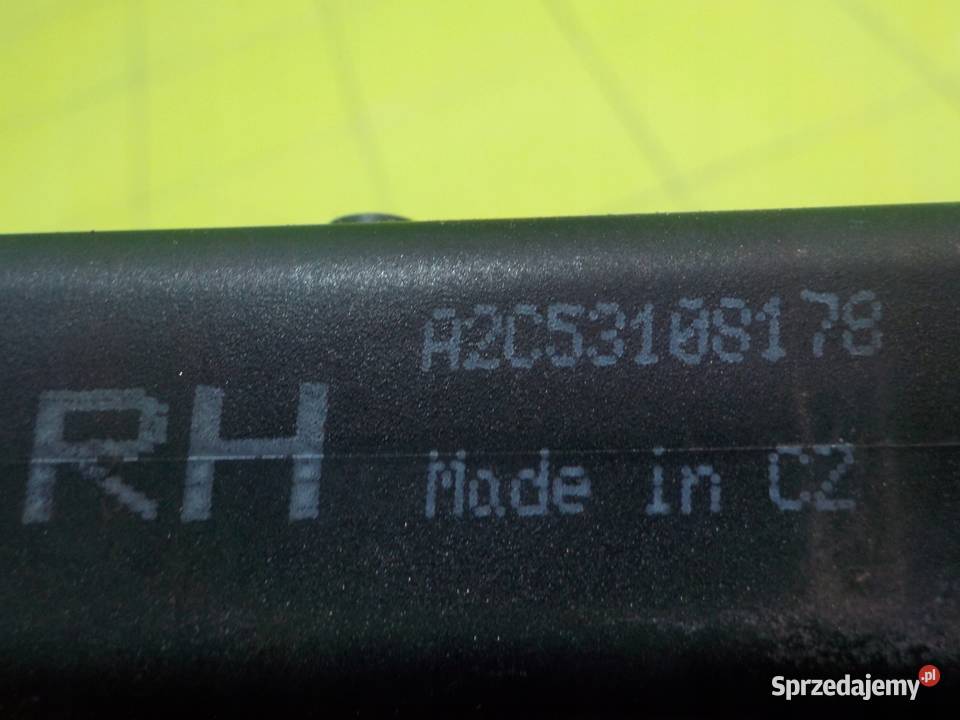 A2C53108178
RH
Made in CZ
Sprzedajemy.pl